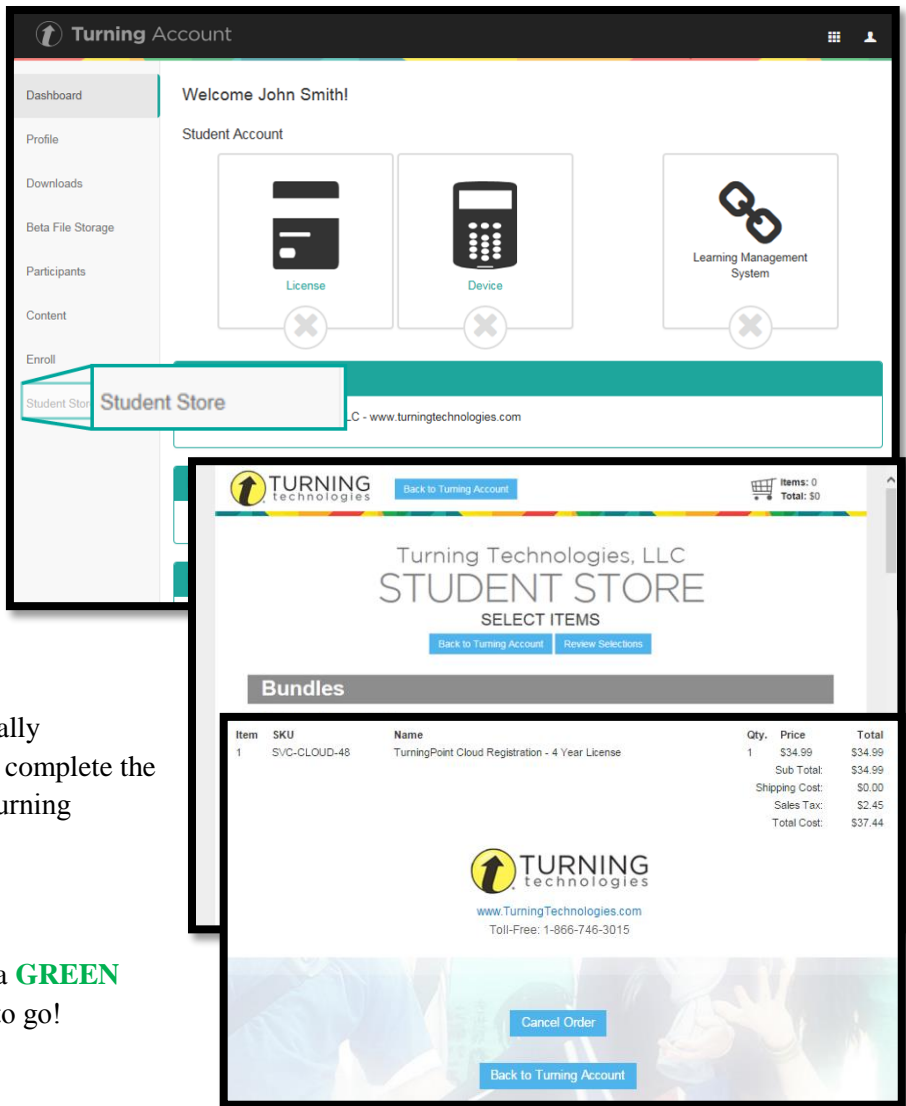 Turning Account
Dashboard
Profile
Downloads
Beta File Storage
Participants
Content
Enroll
Student Stor
Student Store
Welcome John Smith!
Student Account
License
Device
Learning Management
System
LC - www.turningtechnologies.com
TURNING
technologies
Back to Turning Account
Items: 0
Total: $0
Turning Technologies, LLC
STUDENT STORE
SELECT ITEMS
Back to Turning Account Review Selections
Bundles
ally
complete the
urning
a GREEN
to go!
Item SKU Name Qty. Price Total
1 SVC-CLOUD-48 TurningPoint Cloud Registration - 4 Year License 1 $34.99 $34.99
Sub Total: $34.99
Shipping Cost: $0.00
Sales Tax: $2.45
Total Cost: $37.44
TURNING
technologies
www.TurningTechnologies.com
Toll-Free: 1-866-746-3015
Cancel Order
Back to Turning Account